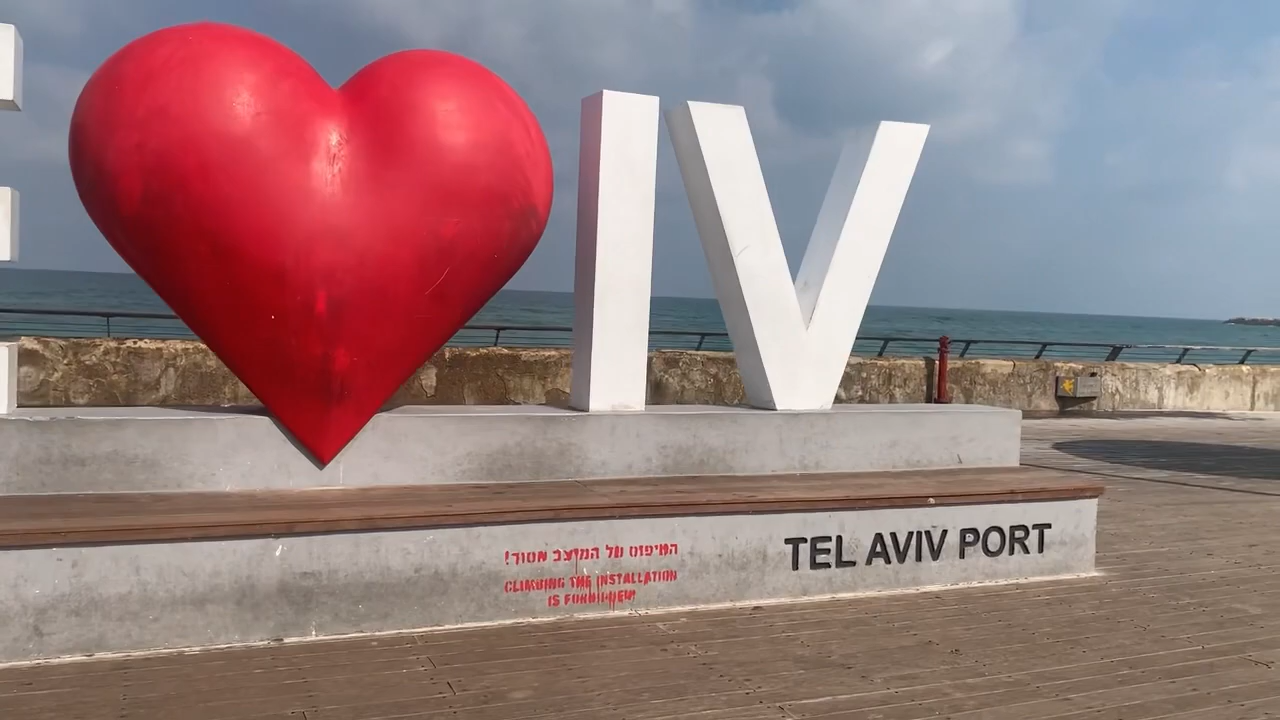 IV
הטיפוס על המיצב אסור!
CLIMBING THE INSTALLATION
IS FORBIDDEN!
TEL AVIV PORT